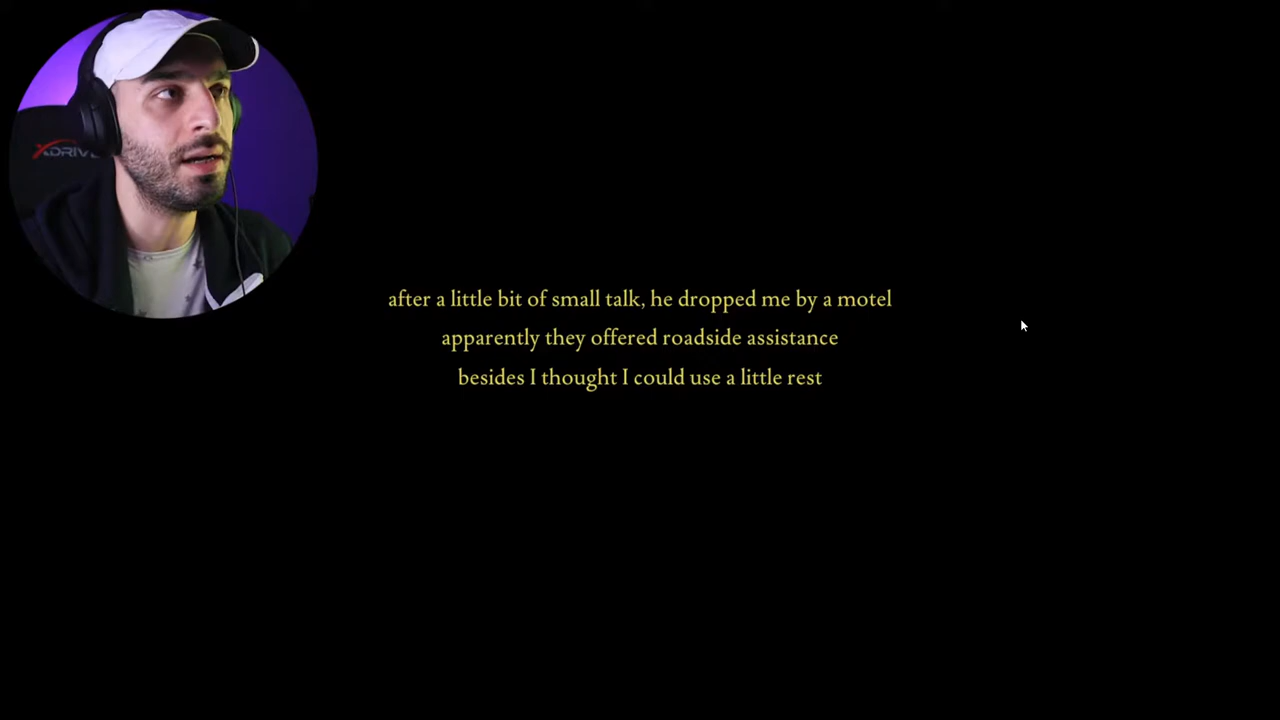 XDRIVE
after a little bit of small talk, he dropped me by a motel
apparently they offered roadside assistance
besides I thought I could use a little rest